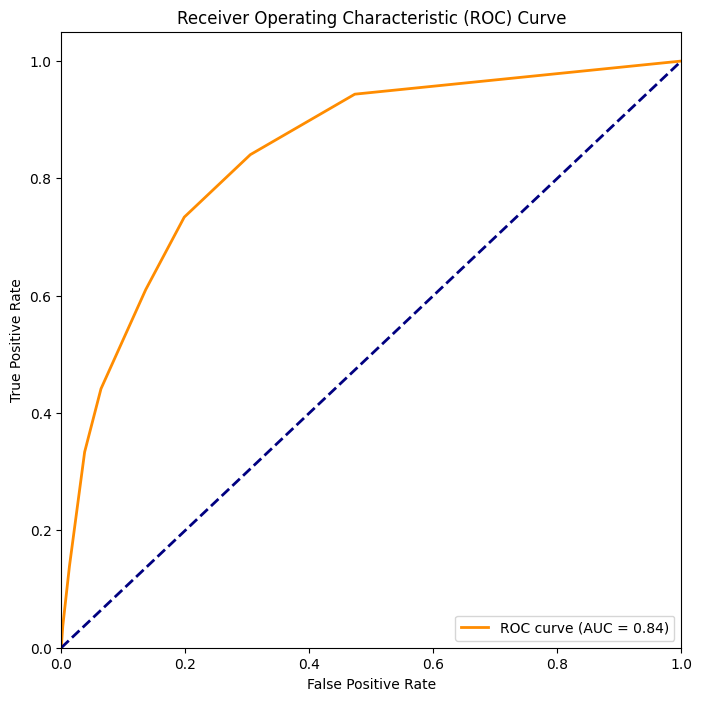 Receiver Operating Characteristic (ROC) Curve
1.0
0.8
0.6
0.4
0.2
0.0
True Positive Rate
ROC curve (AUC = 0.84)
0.0 0.2 0.4 0.6 0.8 1.0
False Positive Rate